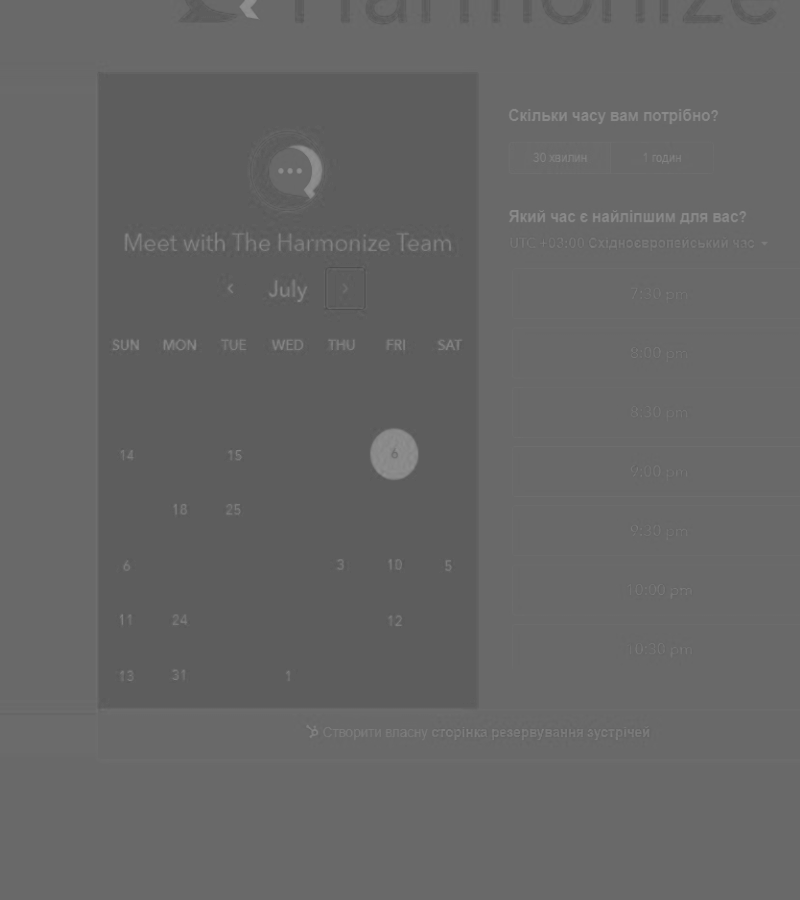 Harmonize
Meet with The Harmonize Team
July
SUN MON TUE WED THU FRI SAT
14 15 6
18 25
6 3 10 5
11 24 12
13 31 1
Скільки часу вам потрібно?
30 хвилин 1 годин
Який час є найліпшим для вас?
UTC +03:00 Східноєвропейський час
7:30 pm
8:00 pm
8:30 pm
9:00 pm
9:30 pm
10:00 pm
10:30 pm
Створити власну сторінка резервування зустрічей